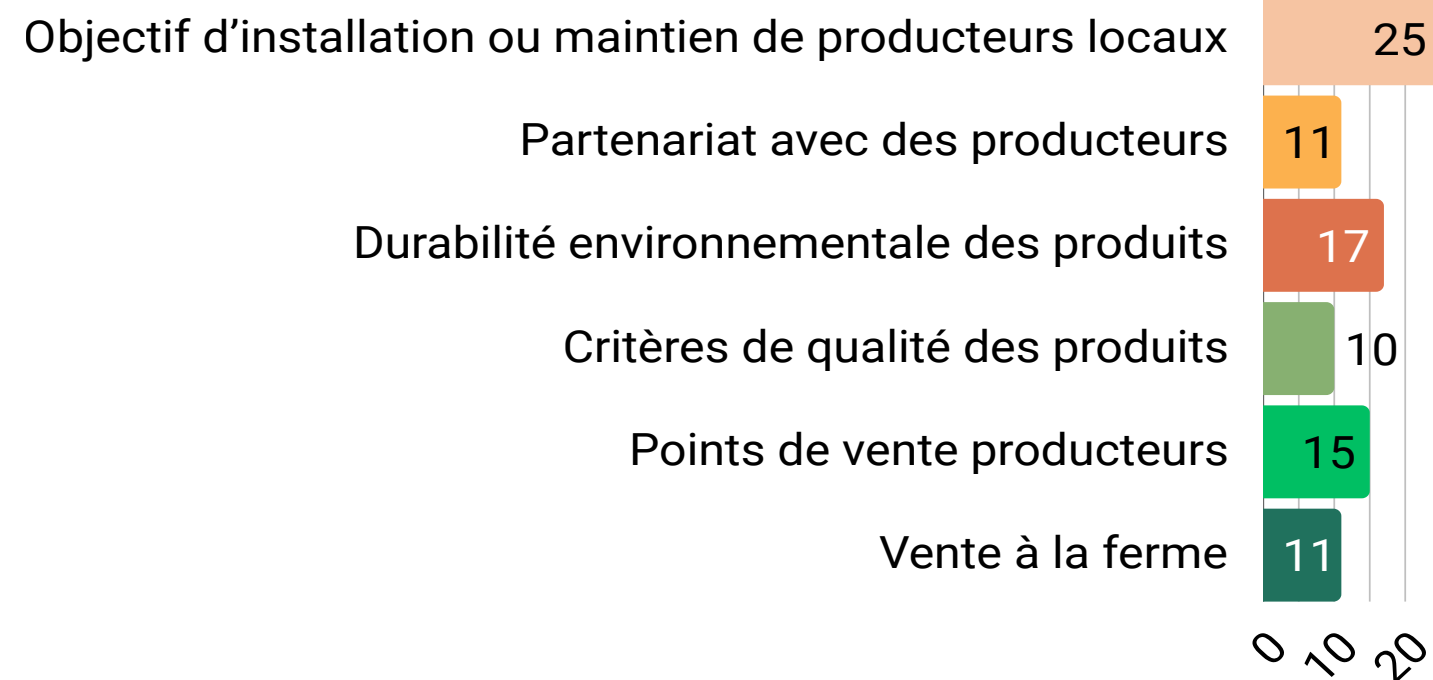 Objectif d’installation ou maintien de producteurs locaux 25
Partenariat avec des producteurs 11
Durabilité environnementale des produits 17
Critères de qualité des produits 10
Points de vente producteurs 15
Vente à la ferme 11
0 10 20